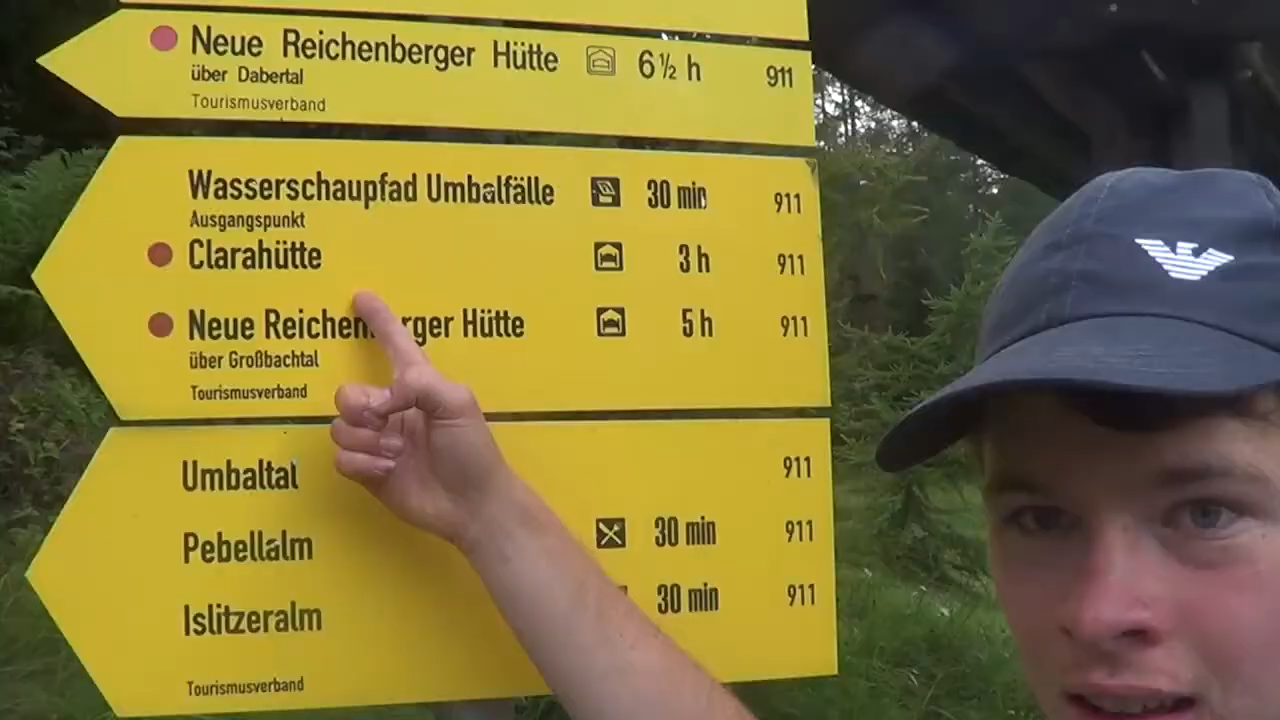 Neue Reichenberger Hütte 6½ h 911
über Dabertal
Tourismusverband
Wasserschaupfad Umbalfälle 30 min 911
Ausgangspunkt
Clarahütte 3 h 911
Neue Reichenberger Hütte 5 h 911
über Großbachtal
Tourismusverband
Umbaltal 911
Pebellalm 30 min 911
Islitzeralm 30 min 911
Tourismusverband